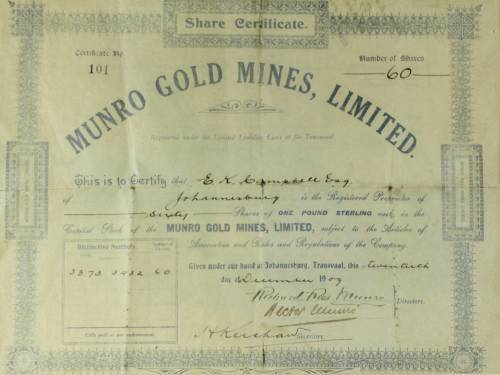 Share Certificate.
Certificate No.
101
Number of Shares
60
MUNRO GOLD MINES, LIMITED.
Registered under the Limited Liability Laws of the Transvaal
This is to Certify that E. K. Campbell Esq.
of Johannesburg is the Registered Proprietor of
Sixty Shares of ONE POUND STERLING each, in the
Capital Stock of the MUNRO GOLD MINES, LIMITED, subject to the Articles of
Association and Rules and Regulations of the Company.
Distinctive Numbers.
3373 3432 60
Given under our hand at Johannesburg, Transvaal, this
day of December 1909
Munro
Hector Munro
Directors.
Secretary.